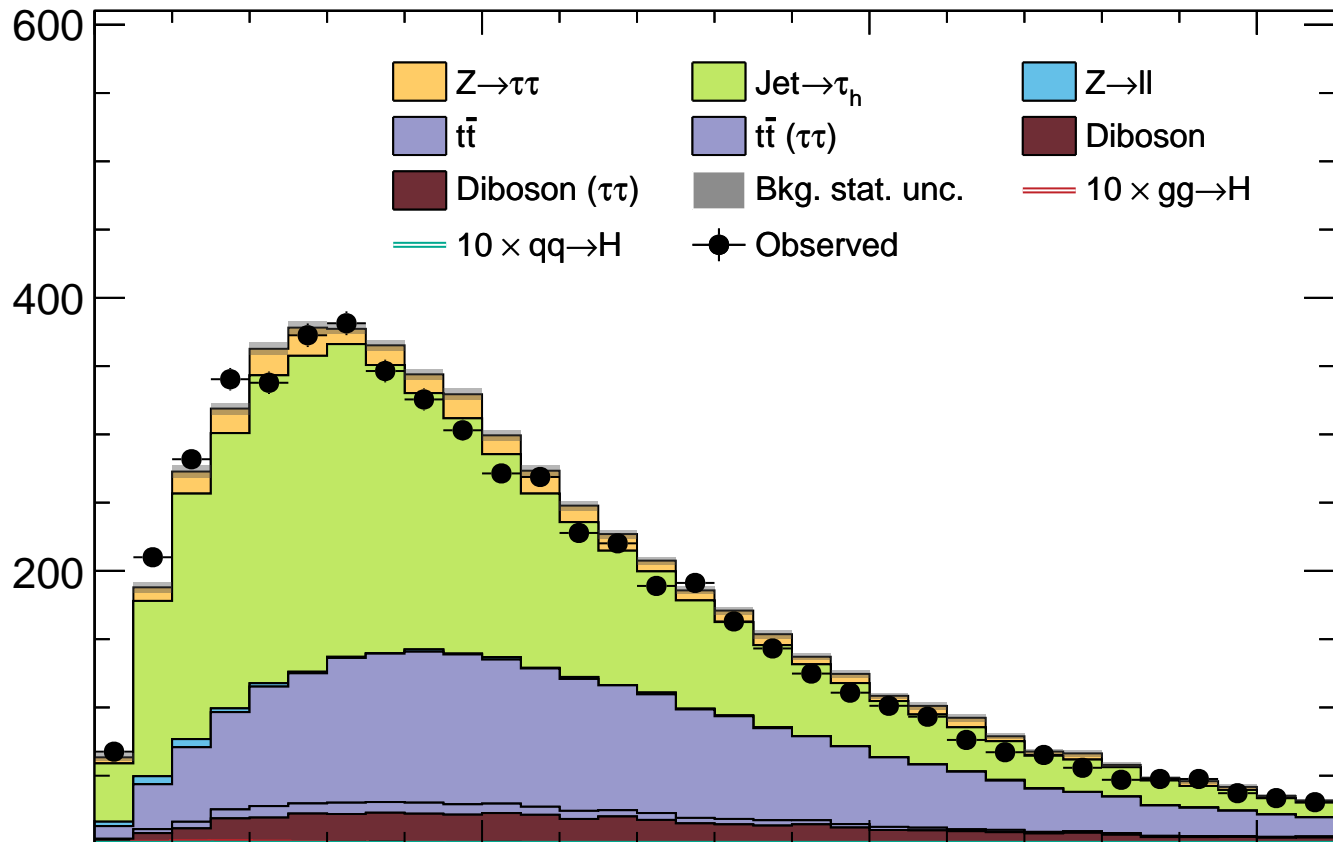 600
Z→ττ Jet→τh Z→ll
tt̄ tt̄ (ττ) Diboson
Diboson (ττ) Bkg. stat. unc. 10 × gg→H
10 × qq→H Observed
400
200